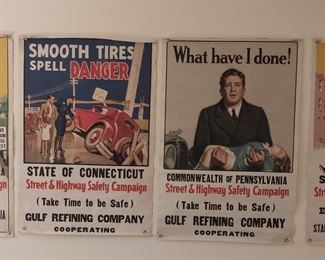 SMOOTH TIRES
SPELL DANGER
STATE OF CONNECTICUT
Street & Highway Safety Campaign
(Take Time to be Safe)
GULF REFINING COMPANY
COOPERATING
What have I done!
COMMONWEALTH OF PENNSYLVANIA
Street & Highway Safety Campaign
(Take Time to be Safe)
GULF REFINING COMPANY
COOPERATING